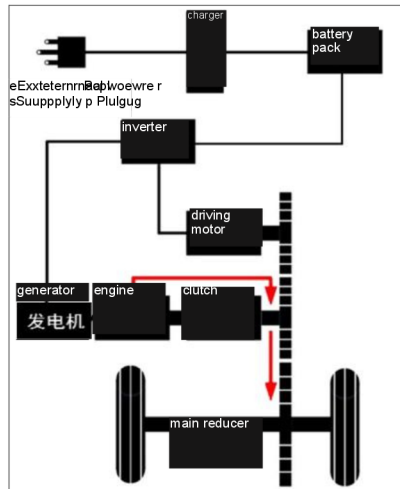 charger
battery
pack
inverter
driving
motor
generator
engine
clutch
发电机
main reducer